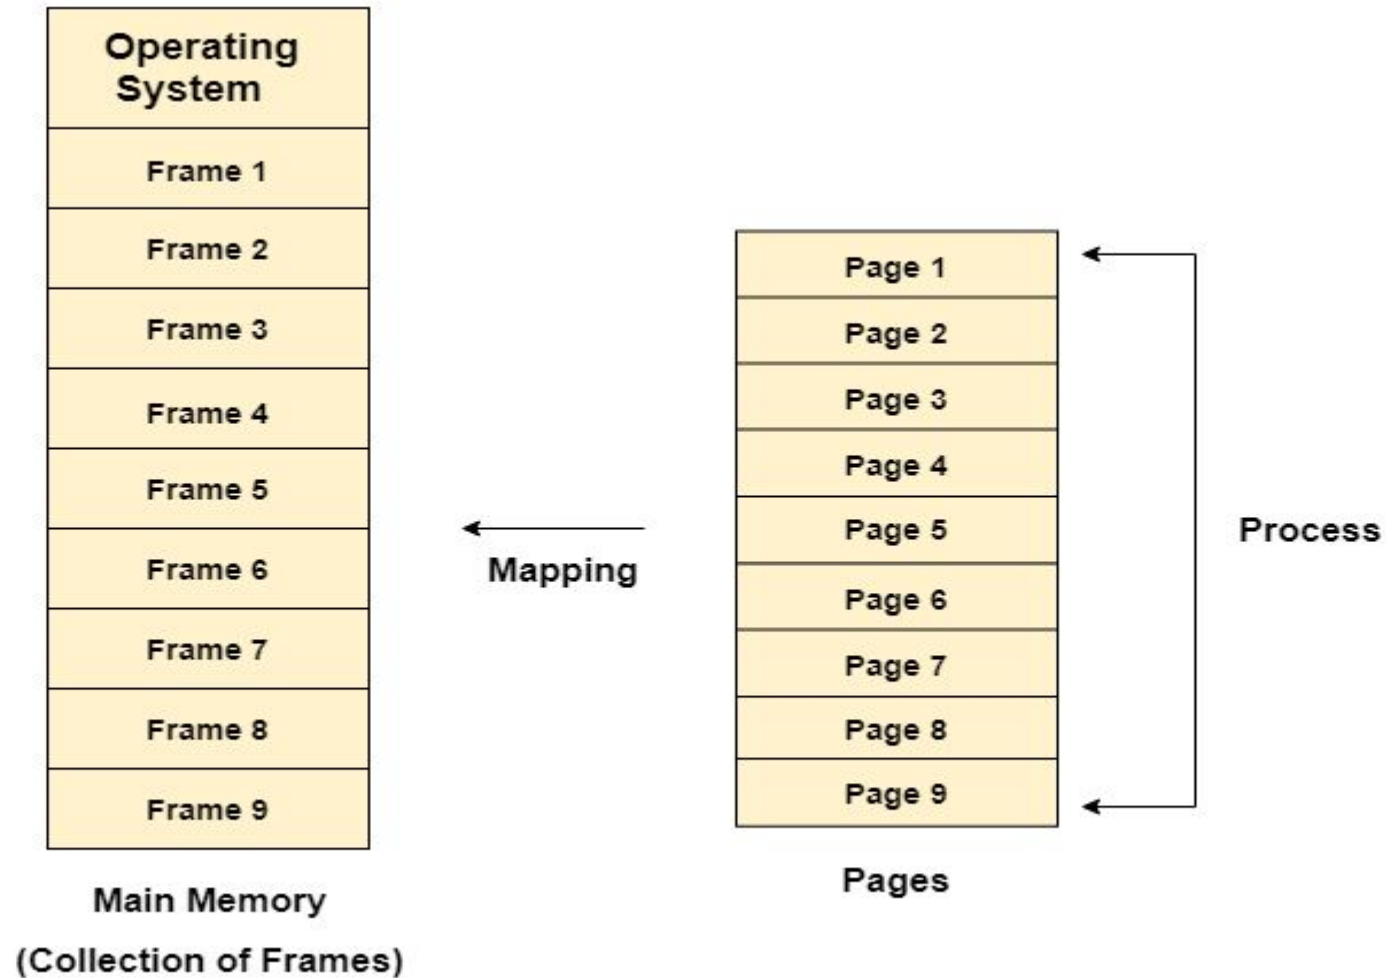 Operating
System
Frame 1
Frame 2
Frame 3
Frame 4
Frame 5
Frame 6
Frame 7
Frame 8
Frame 9
Main Memory
(Collection of Frames)
Mapping
Page 1
Page 2
Page 3
Page 4
Page 5
Page 6
Page 7
Page 8
Page 9
Pages
Process